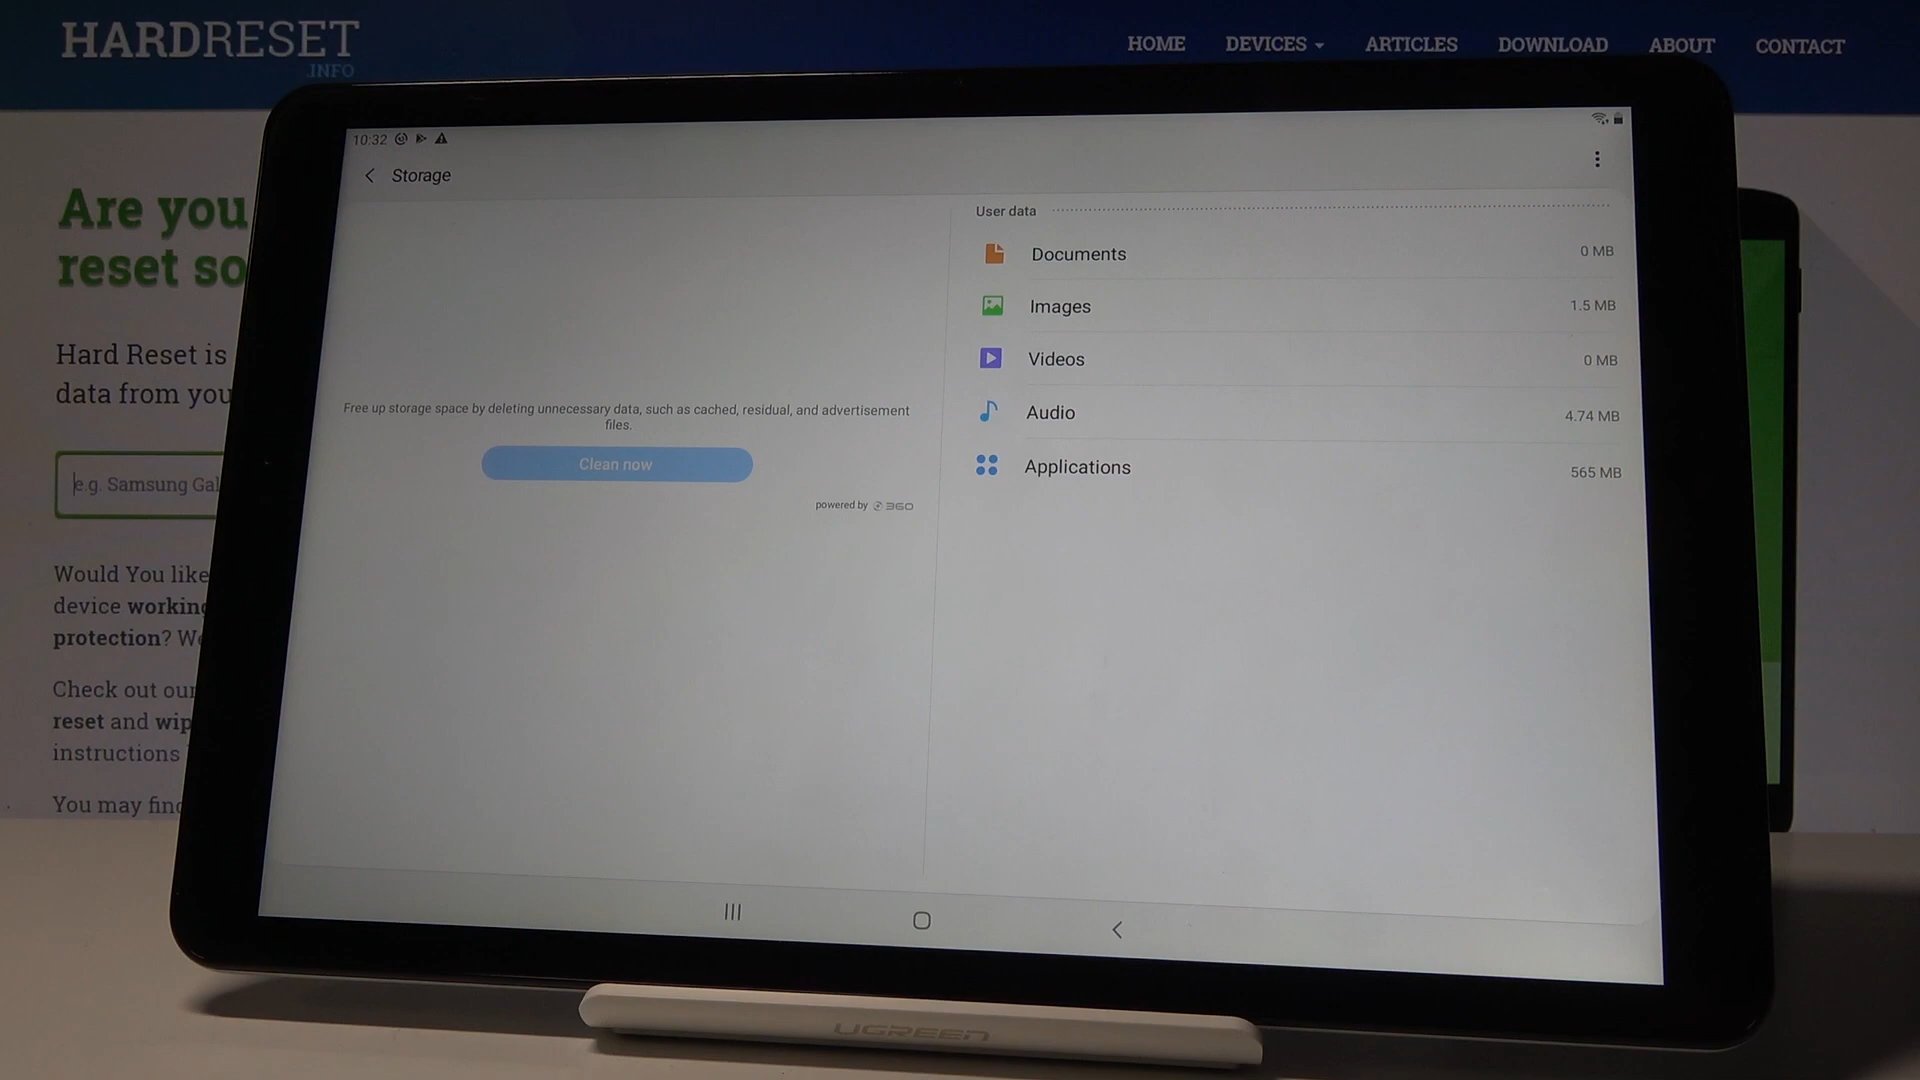 HARDRESET
.INFO
HOME DEVICES ARTICLES DOWNLOAD ABOUT CONTACT
Are you
reset so
Hard Reset is
data from you
e.g. Samsung Gal
Would You like
device working
protection? We
Check out our
reset and wip
instructions
You may find
10:32
Storage
Free up storage space by deleting unnecessary data, such as cached, residual, and advertisement
files.
Clean now
powered by 360
User data
Documents 0 MB
Images 1.5 MB
Videos 0 MB
Audio 4.74 MB
Applications 565 MB
UGREEN